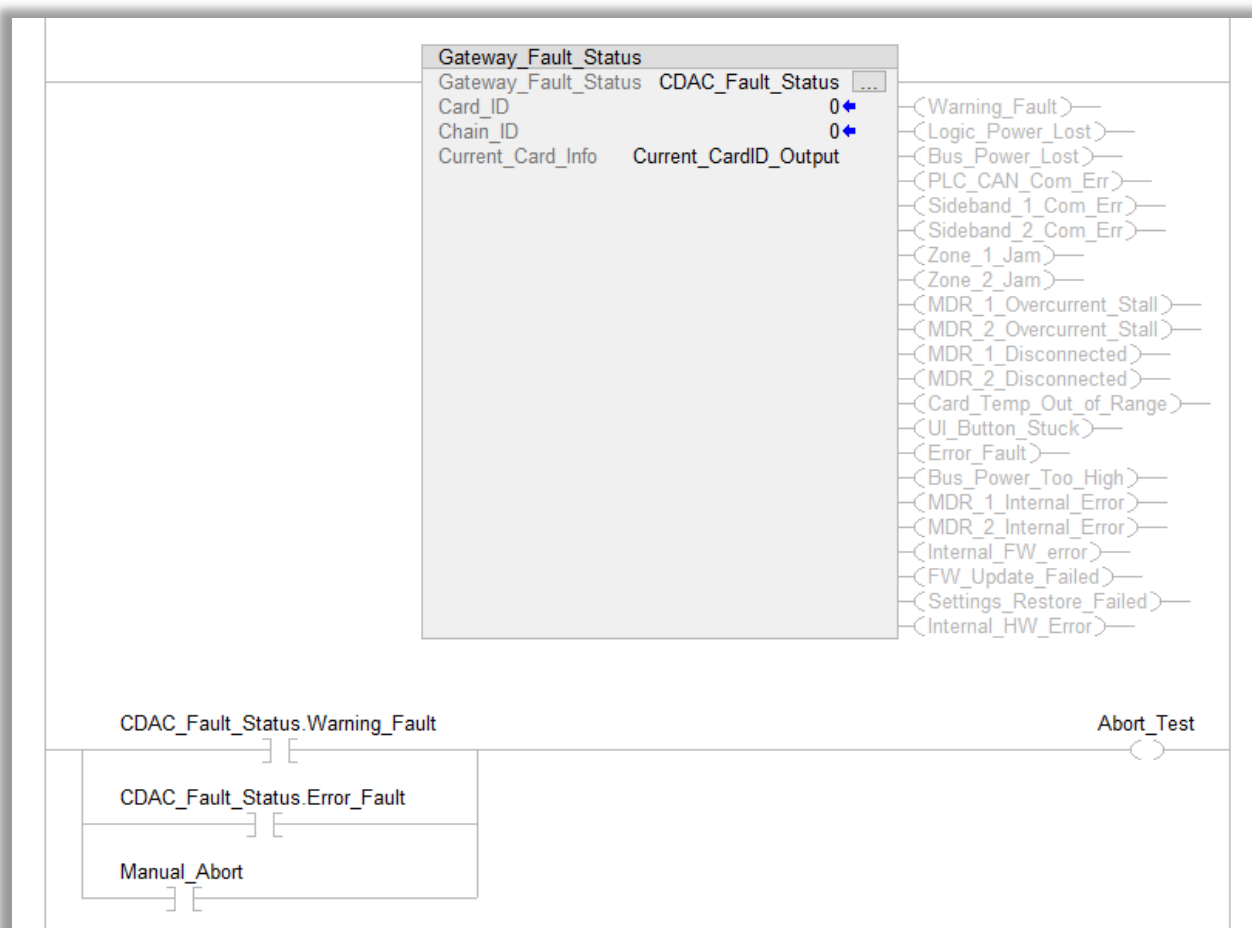 Gateway_Fault_Status
Gateway_Fault_Status CDAC_Fault_Status ...
Card_ID 0
Chain_ID 0
Current_Card_Info Current_CardID_Output
Warning_Fault
Logic_Power_Lost
Bus_Power_Lost
PLC_CAN_Com_Err
Sideband_1_Com_Err
Sideband_2_Com_Err
Zone_1_Jam
Zone_2_Jam
MDR_1_Overcurrent_Stall
MDR_2_Overcurrent_Stall
MDR_1_Disconnected
MDR_2_Disconnected
Card_Temp_Out_of_Range
UI_Button_Stuck
Error_Fault
Bus_Power_Too_High
MDR_1_Internal_Error
MDR_2_Internal_Error
Internal_FW_error
FW_Update_Failed
Settings_Restore_Failed
Internal_HW_Error
CDAC_Fault_Status.Warning_Fault Abort_Test
CDAC_Fault_Status.Error_Fault
Manual_Abort